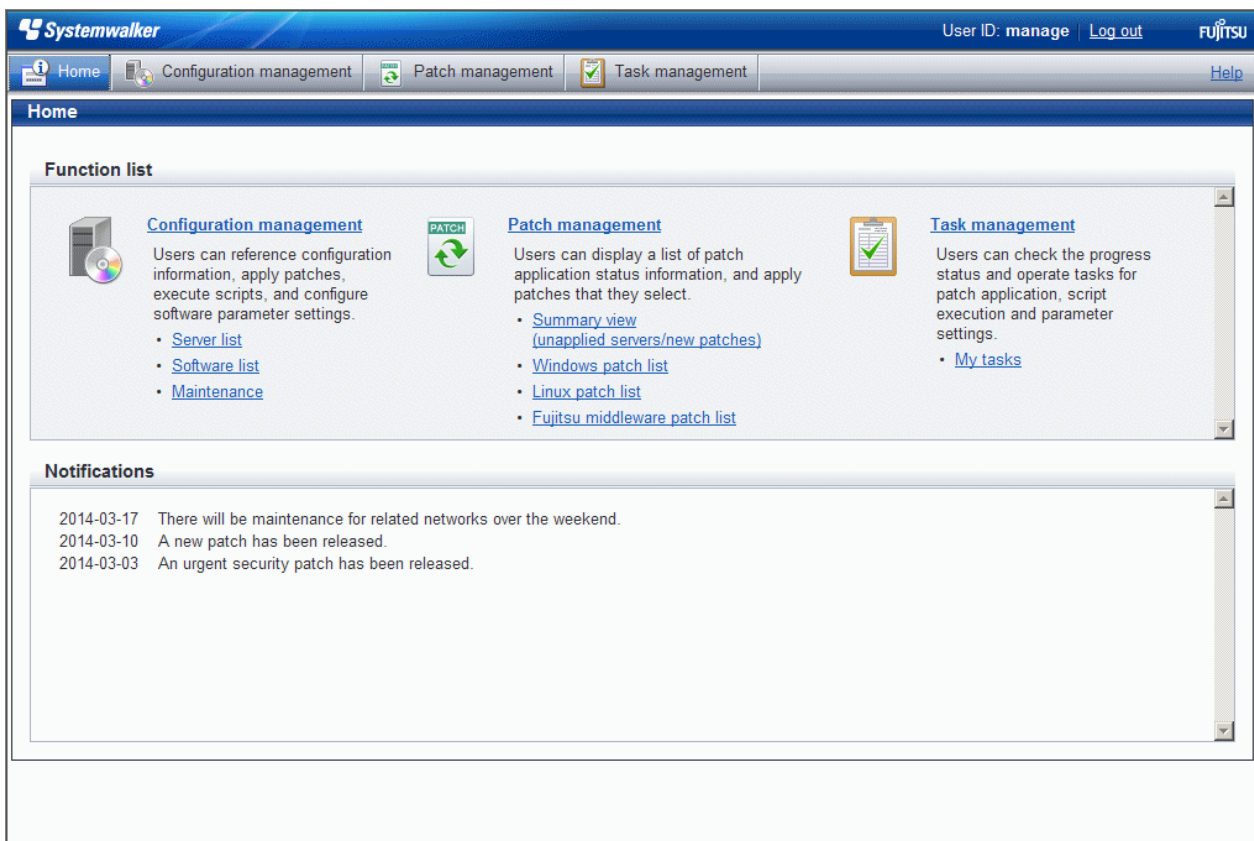 Systemwalker
User ID: manage
Log out
FUJITSU
Home
Configuration management
Patch management
Task management
Help
Home
Function list
Configuration management
Users can reference configuration
information, apply patches,
execute scripts, and configure
software parameter settings.
• Server list
• Software list
• Maintenance
PATCH
Patch management
Users can display a list of patch
application status information, and apply
patches that they select.
• Summary view
(unapplied servers/new patches)
• Windows patch list
• Linux patch list
• Fujitsu middleware patch list
Task management
Users can check the progress
status and operate tasks for
patch application, script
execution and parameter
settings.
• My tasks
Notifications
2014-03-17 There will be maintenance for related networks over the weekend.
2014-03-10 A new patch has been released.
2014-03-03 An urgent security patch has been released.